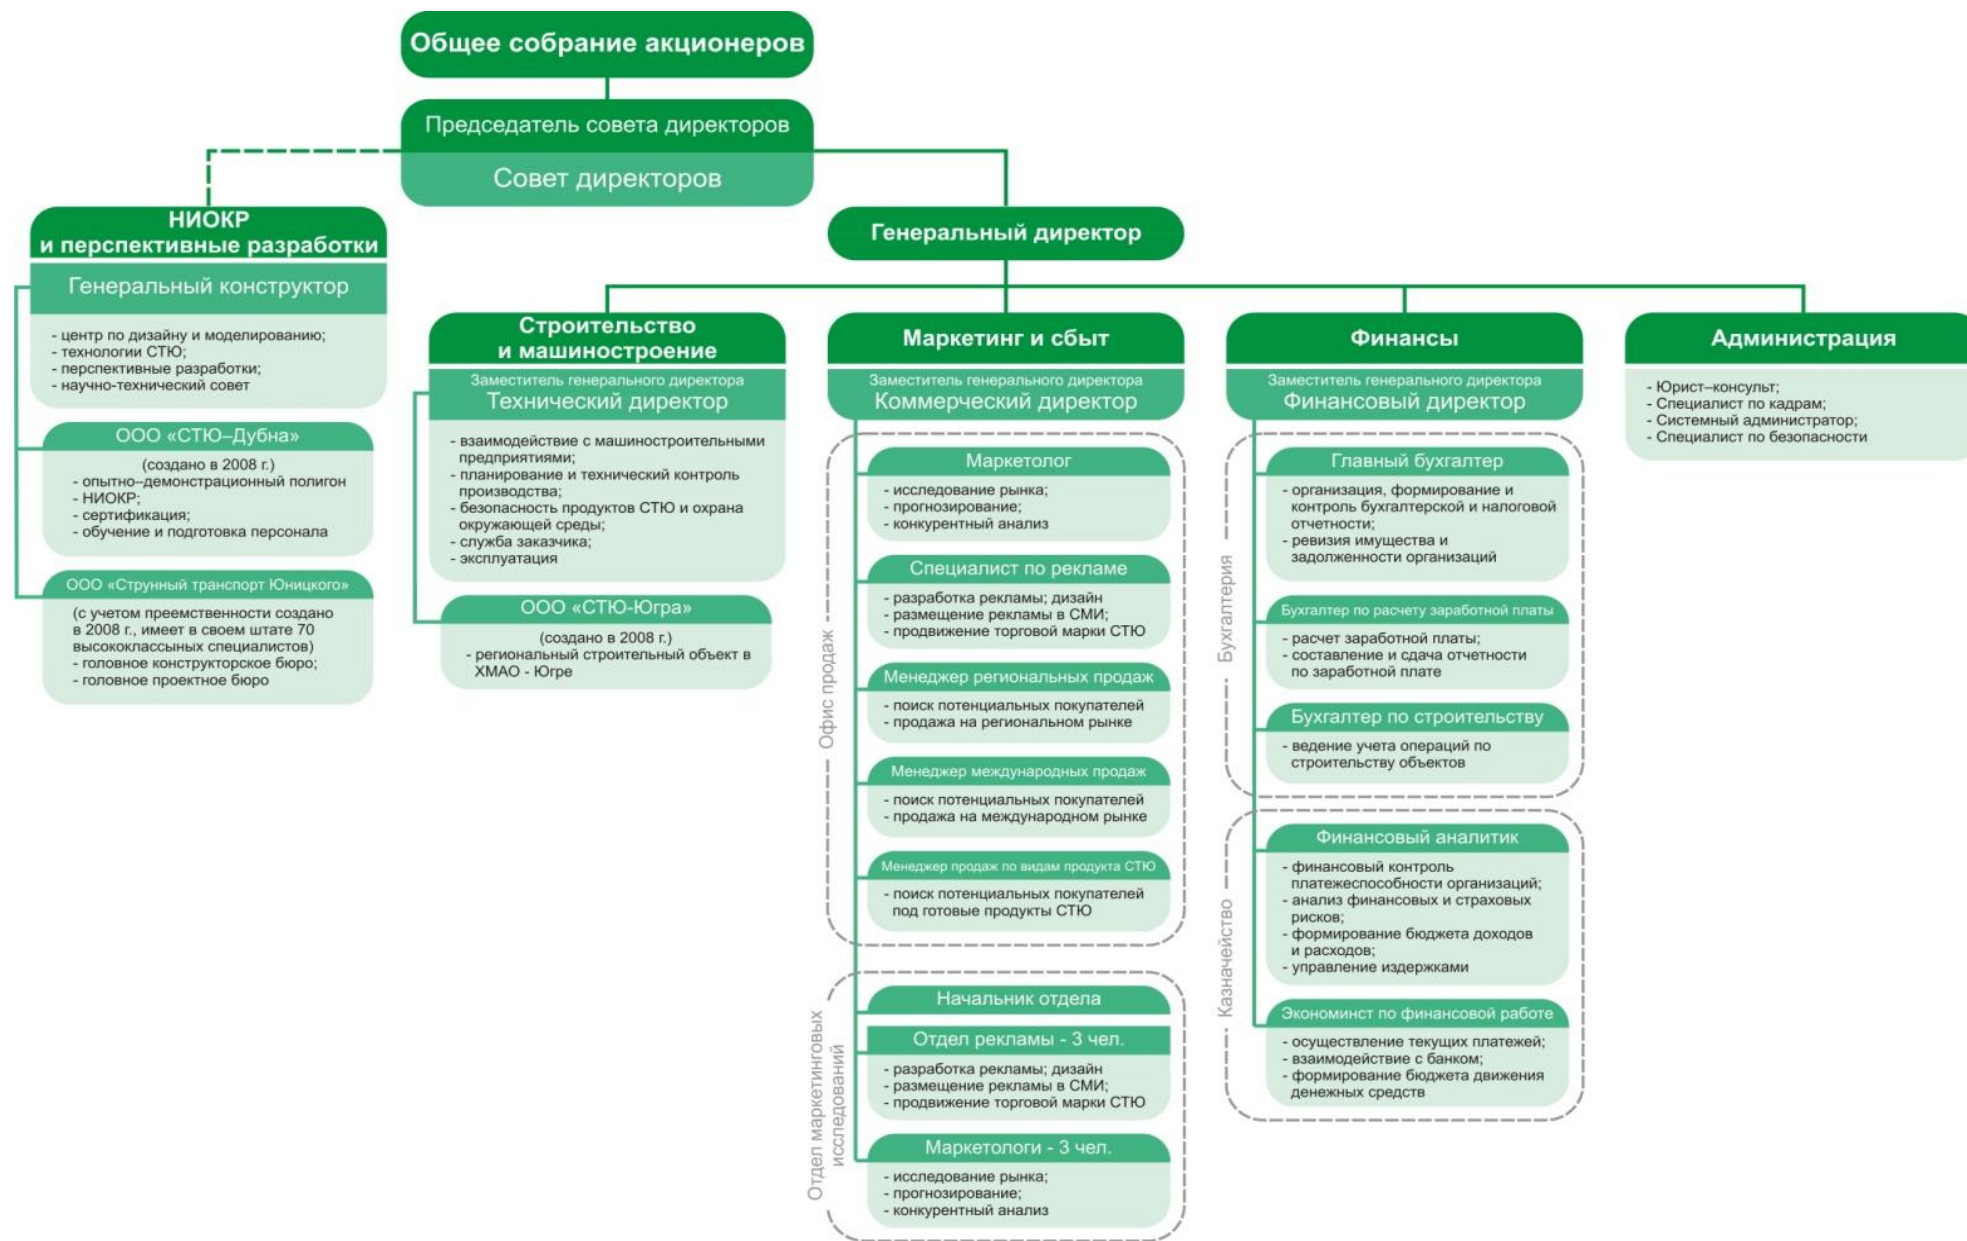 Общее собрание акционеров
Председатель совета директоров
Совет директоров
НИОКР
и перспективные разработки
Генеральный конструктор
- центр по дизайну и моделированию;
- технологии СТЮ;
- перспективные разработки;
- научно-технический совет
ООО «СТЮ–Дубна»
(создано в 2008 г.)
- опытно–демонстрационный полигон
- НИОКР;
- сертификация;
- обучение и подготовка персонала
ООО «Струнный транспорт Юницкого»
(с учетом преемственности создано
в 2008 г., имеет в своем штате 70
высококлассыных специалистов)
- головное конструкторское бюро;
- головное проектное бюро
Генеральный директор
Строительство
и машиностроение
Заместитель генерального директора
Технический директор
- взаимодействие с машиностроительными
предприятиями;
- планирование и технический контроль
производства;
- безопасность продуктов СТЮ и охрана
окружающей среды;
- служба заказчика;
- эксплуатация
ООО «СТЮ-Югра»
(создано в 2008 г.)
- региональный строительный объект в
ХМАО - Югре
Маркетинг и сбыт
Заместитель генерального директора
Коммерческий директор
Офис продаж
Маркетолог
- исследование рынка;
- прогнозирование;
- конкурентный анализ
Специалист по рекламе
- разработка рекламы; дизайн
- размещение рекламы в СМИ;
- продвижение торговой марки СТЮ
Менеджер региональных продаж
- поиск потенциальных покупателей
- продажа на региональном рынке
Менеджер международных продаж
- поиск потенциальных покупателей
- продажа на международном рынке
Менеджер продаж по видам продукта СТЮ
- поиск потенциальных покупателей
под готовые продукты СТЮ
Отдел маркетинговых
исследований
Начальник отдела
Отдел рекламы - 3 чел.
- разработка рекламы; дизайн
- размещение рекламы в СМИ;
- продвижение торговой марки СТЮ
Маркетологи - 3 чел.
- исследование рынка;
- прогнозирование;
- конкурентный анализ
Финансы
Заместитель генерального директора
Финансовый директор
Бухгалтерия
Главный бухгалтер
- организация, формирование и
контроль бухгалтерской и налоговой
отчетности;
- ревизия имущества и
задолженности организаций
Бухгалтер по расчету заработной платы
- расчет заработной платы;
- составление и сдача отчетности
по заработной плате
Бухгалтер по строительству
- ведение учета операций по
строительству объектов
Казначейство
Финансовый аналитик
- финансовый контроль
платежеспособности организаций;
- анализ финансовых и страховых
рисков;
- формирование бюджета доходов
и расходов;
- управление издержками
Экономинст по финансовой работе
- осуществление текущих платежей;
- взаимодействие с банком;
- формирование бюджета движения
денежных средств
Администрация
- Юрист–консульт;
- Специалист по кадрам;
- Системный администратор;
- Специалист по безопасности